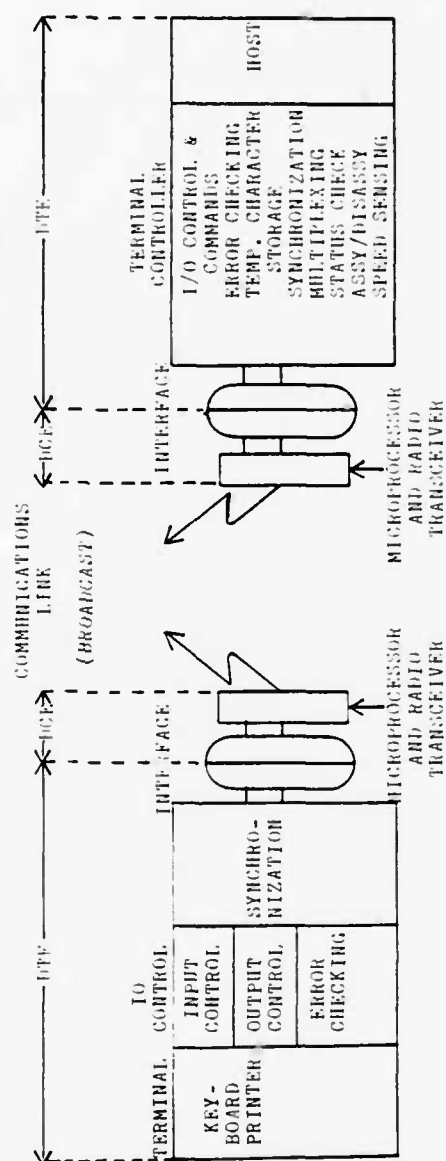 DTE
DCE
COMMUNICATIONS
LINK
(BROADCAST)
DCE
DTE
TERMINAL
IO
CONTROL
INTERFACE
INTERFACE
TERMINAL
CONTROLLER
KEY-
BOARD
PRINTER
INPUT
CONTROL
OUTPUT
CONTROL
ERROR
CHECKING
SYNCHRO-
NIZATION
I/O CONTROL &
COMMANDS
ERROR CHECKING
TEMP. CHARACTER
STORAGE
SYNCHRONIZATION
MULTIPLEXING
STATUS CHECK
ASSY/DISASSY
SPEED SENSING
HOST
MICROPROCESSOR
AND RADIO
TRANSCEIVER
MICROPROCESSOR
AND RADIO
TRANSCEIVER